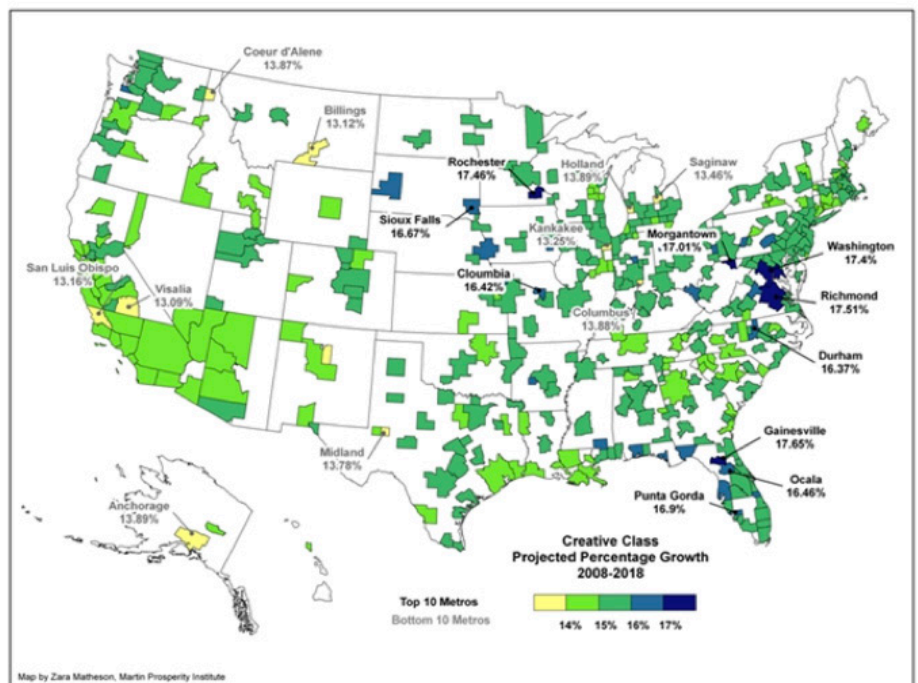 Coeur d'Alene
13.87%
Billings
13.12%
Rochester
17.46%
Holland
13.89%
Saginaw
13.46%
Sioux Falls
16.67%
Kankakee
13.25%
Morgantown
17.01%
Washington
17.4%
San Luis Obispo
13.16%
Visalia
13.09%
Cloumbia
16.42%
Richmond
17.51%
Columbus
13.88%
Durham
16.37%
Midland
13.78%
Gainesville
17.65%
Ocala
16.46%
Punta Gorda
16.9%
Anchorage
13.89%
Creative Class
Projected Percentage Growth
2008-2018
Top 10 Metros
Bottom 10 Metros
14% 15% 16% 17%
Map by Zara Matheson, Martin Prosperity Institute